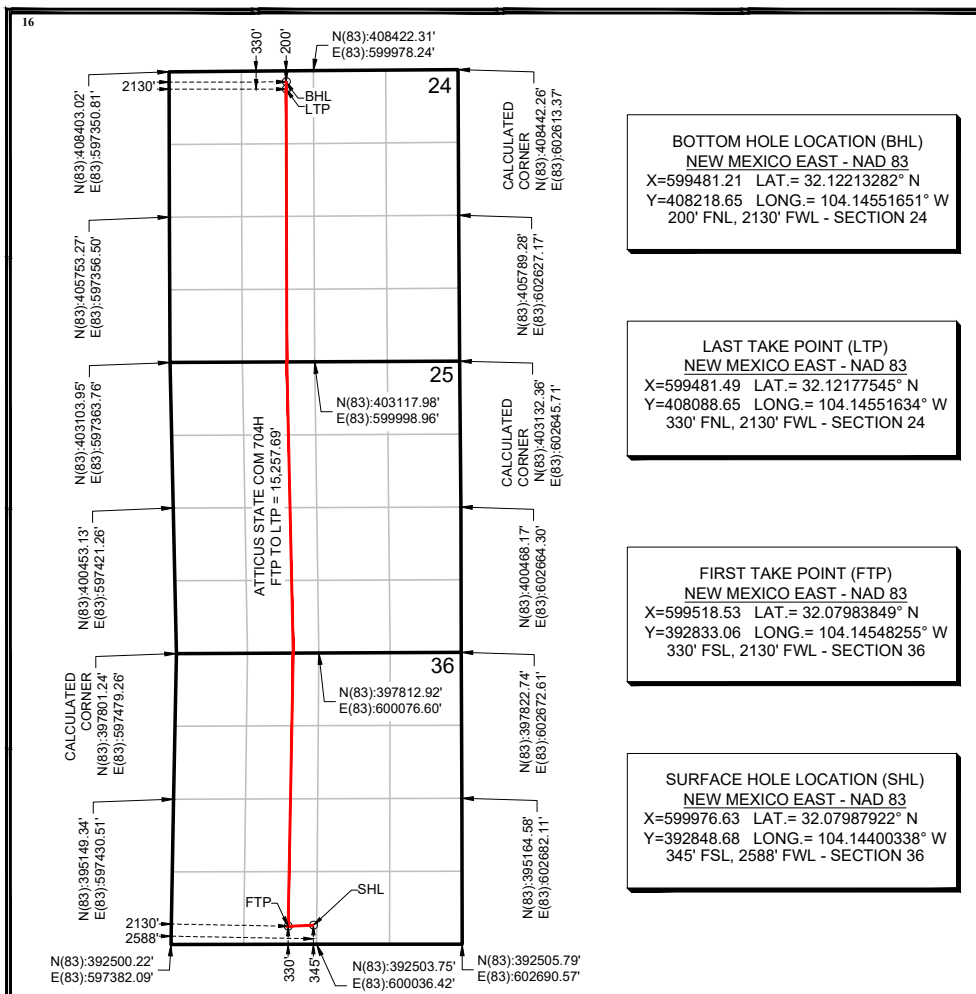 16
N(83):408422.31'
E(83):599978.24'
330'
200'
2130'
BHL
LTP
24
N(83):408403.02'
E(83):597350.81'
CALCULATED
CORNER
N(83):408442.26'
E(83):602613.37'
N(83):405753.27'
E(83):597356.50'
N(83):405789.28'
E(83):602627.17'
25
N(83):403103.95'
E(83):597363.76'
N(83):403117.98'
E(83):599998.96'
CALCULATED
CORNER
N(83):403132.36'
E(83):602645.71'
ATTICUS STATE COM 704H
FTP TO LTP = 15,257.69'
N(83):400453.13'
E(83):597421.26'
N(83):400468.17'
E(83):602664.30'
36
CALCULATED
CORNER
N(83):397801.24'
E(83):597479.26'
N(83):397812.92'
E(83):600076.60'
N(83):397822.74'
E(83):602672.61'
N(83):395149.34'
E(83):597430.51'
N(83):395164.58'
E(83):602682.11'
FTP
SHL
2130'
2588'
330'
345'
N(83):392500.22'
E(83):597382.09'
N(83):392503.75'
E(83):600036.42'
N(83):392505.79'
E(83):602690.57'
BOTTOM HOLE LOCATION (BHL)
NEW MEXICO EAST - NAD 83
X=599481.21 LAT.= 32.12213282° N
Y=408218.65 LONG.= 104.14551651° W
200' FNL, 2130' FWL - SECTION 24
LAST TAKE POINT (LTP)
NEW MEXICO EAST - NAD 83
X=599481.49 LAT.= 32.12177545° N
Y=408088.65 LONG.= 104.14551634° W
330' FNL, 2130' FWL - SECTION 24
FIRST TAKE POINT (FTP)
NEW MEXICO EAST - NAD 83
X=599518.53 LAT.= 32.07983849° N
Y=392833.06 LONG.= 104.14548255° W
330' FSL, 2130' FWL - SECTION 36
SURFACE HOLE LOCATION (SHL)
NEW MEXICO EAST - NAD 83
X=599976.63 LAT.= 32.07987922° N
Y=392848.68 LONG.= 104.14400338° W
345' FSL, 2588' FWL - SECTION 36